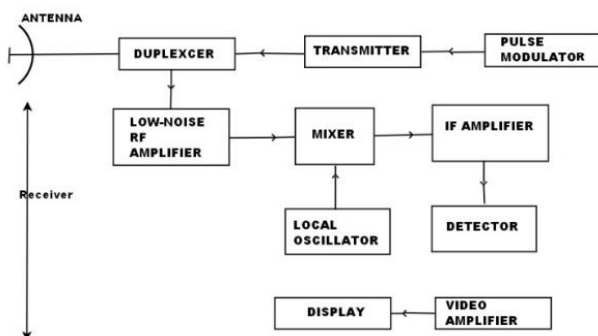 ANTENNA
DUPLEXCER
TRANSMITTER
PULSE
MODULATOR
LOW-NOISE
RF
AMPLIFIER
MIXER
IF AMPLIFIER
Receiver
LOCAL
OSCILLATOR
DETECTOR
DISPLAY
VIDEO
AMPLIFIER